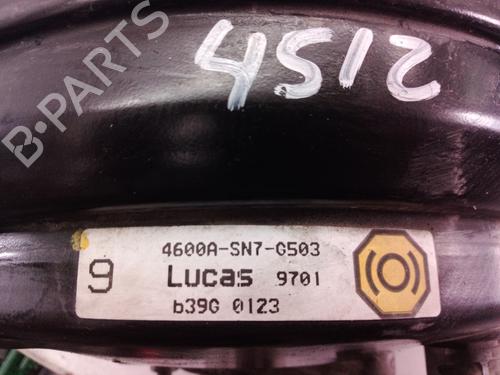 B-PARTS
4512
4600A-SN7-G503
9 Lucas 9701
b39G 0123